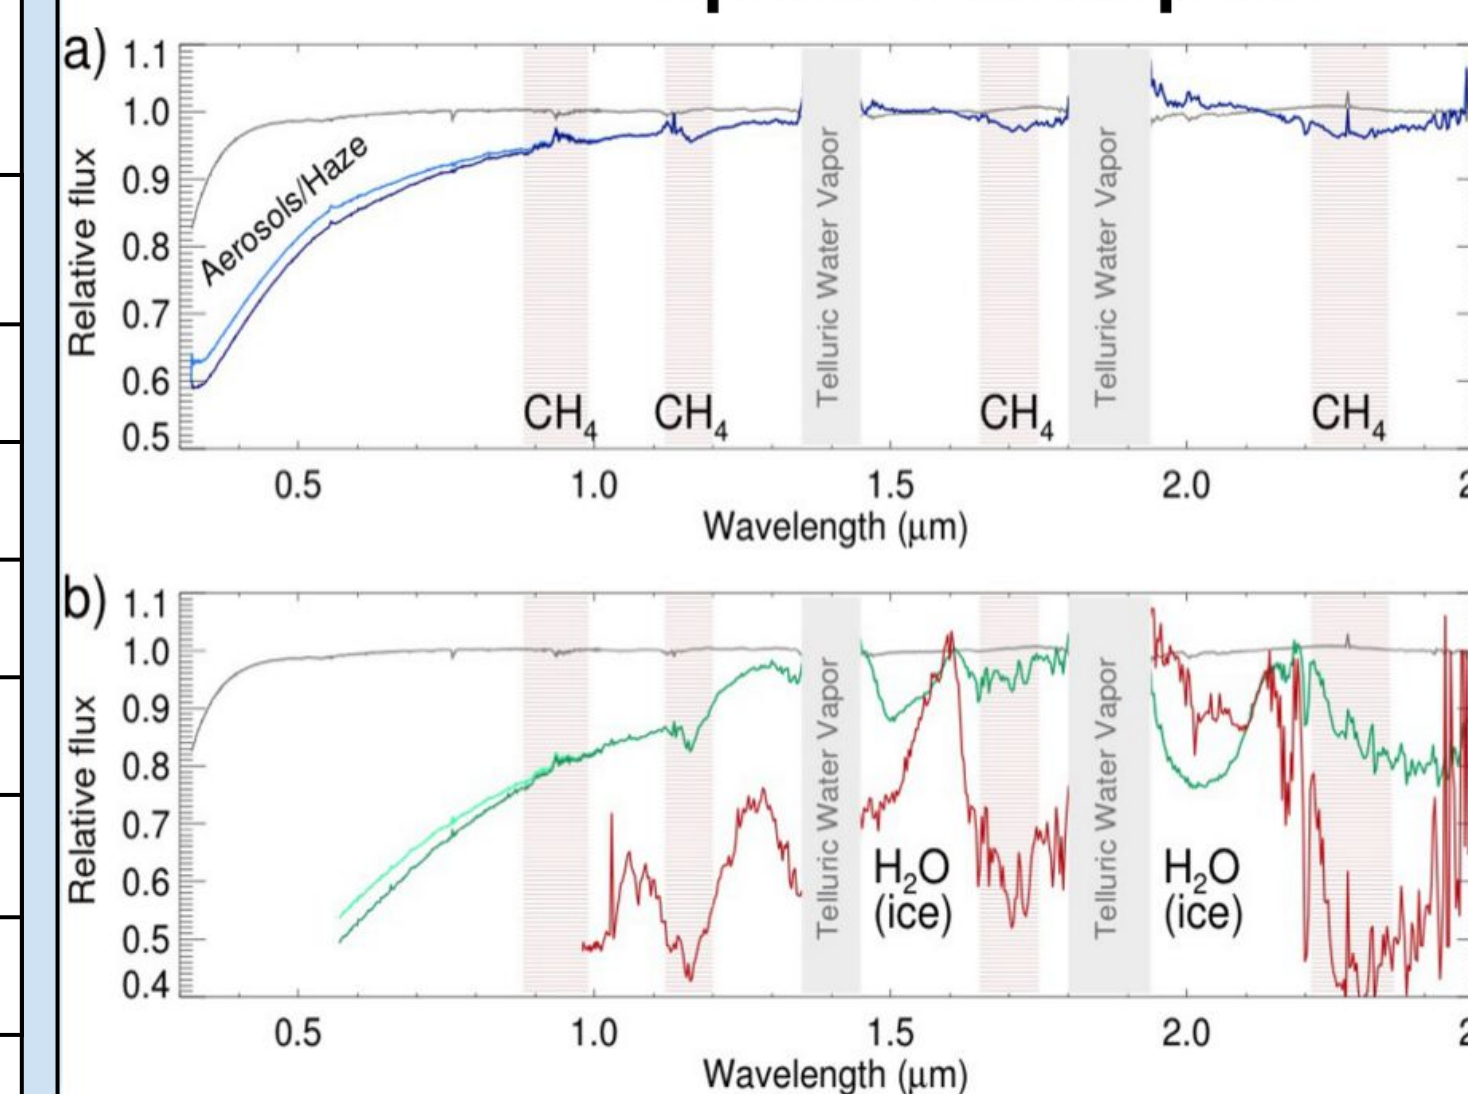 a)
1.1
1.0
0.9
0.8
0.7
0.6
0.5
Relative flux
Aerosols/Haze
CH4
CH4
Telluric Water Vapor
CH4
Telluric Water Vapor
CH4
0.5 1.0 1.5 2.0
Wavelength (μm)
b)
1.1
1.0
0.9
0.8
0.7
0.6
0.5
0.4
Relative flux
Telluric Water Vapor
H2O
(ice)
Telluric Water Vapor
H2O
(ice)
0.5 1.0 1.5 2.0
Wavelength (μm)